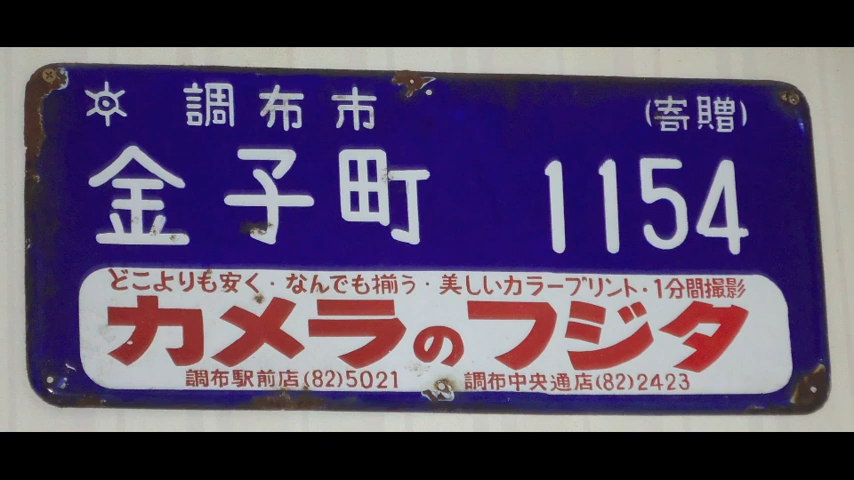 調布市 (寄贈)
金子町 1154
どこよりも安く・なんでも揃う・美しいカラープリント・1分間撮影
カメラのフジタ
調布駅前店(82)5021 調布中央通店(82)2423